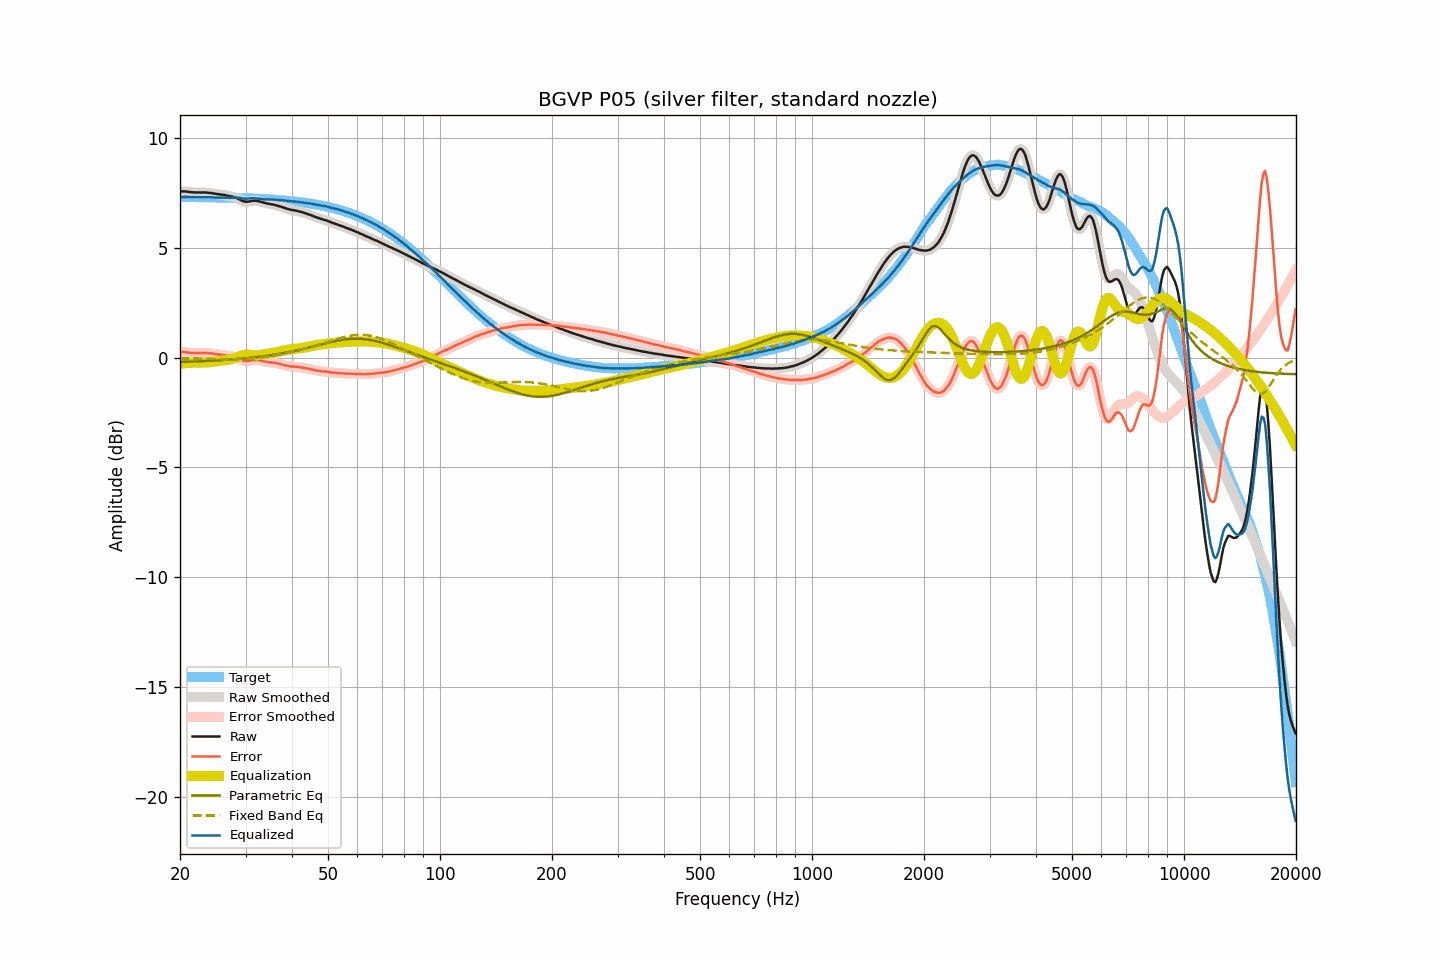 BGVP P05 (silver filter, standard nozzle)
10
5
0
−5
−10
−15
−20
Amplitude (dBr)
Target
Raw Smoothed
Error Smoothed
Raw
Error
Equalization
Parametric Eq
Fixed Band Eq
Equalized
20 50 100 200 500 1000 2000 5000 10000 20000
Frequency (Hz)